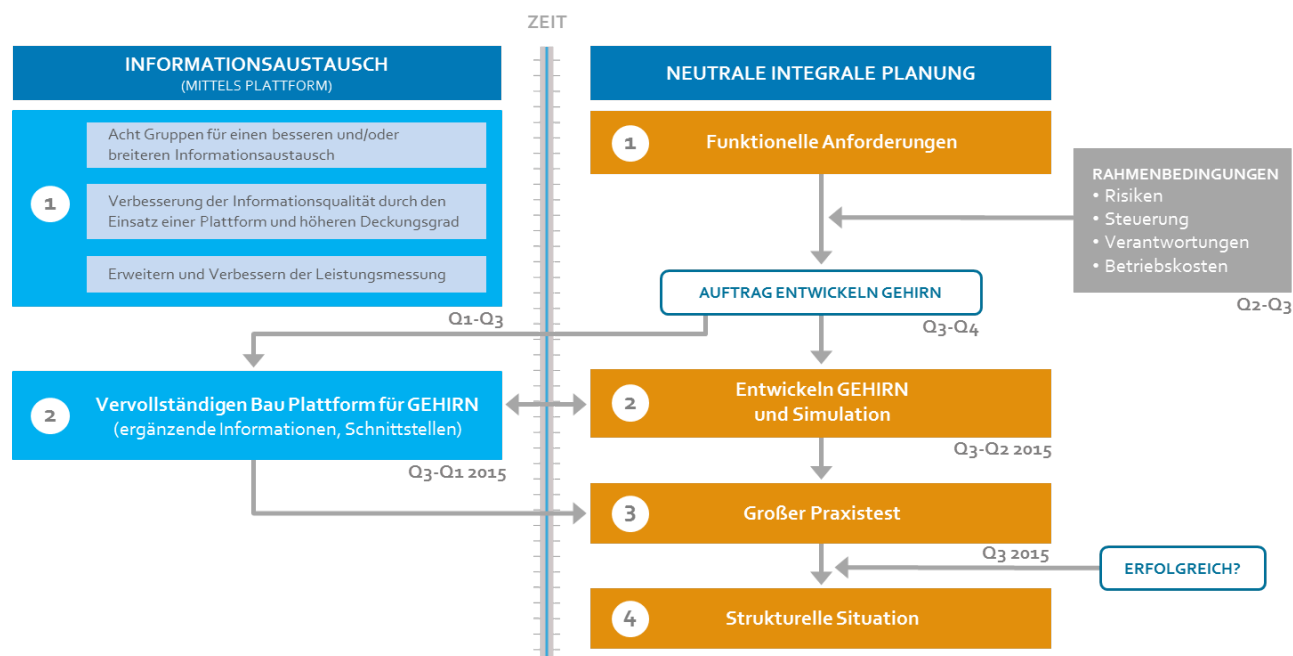 ZEIT
INFORMATIONSAUSTAUSCH
(MITTELS PLATTFORM)
1
Acht Gruppen für einen besseren und/oder
breiteren Informationsaustausch
Verbesserung der Informationsqualität durch den
Einsatz einer Plattform und höheren Deckungsgrad
Erweitern und Verbessern der Leistungsmessung
Q1-Q3
2
Vervollständigen Bau Plattform für GEHIRN
(ergänzende Informationen, Schnittstellen)
Q3-Q1 2015
NEUTRALE INTEGRALE PLANUNG
1
Funktionelle Anforderungen
RAHMENBEDINGUNGEN
• Risiken
• Steuerung
• Verantwortungen
• Betriebskosten
Q2-Q3
AUFTRAG ENTWICKELN GEHIRN
Q3-Q4
2
Entwickeln GEHIRN
und Simulation
Q3-Q2 2015
3
Großer Praxistest
Q3 2015
ERFOLGREICH?
4
Strukturelle Situation